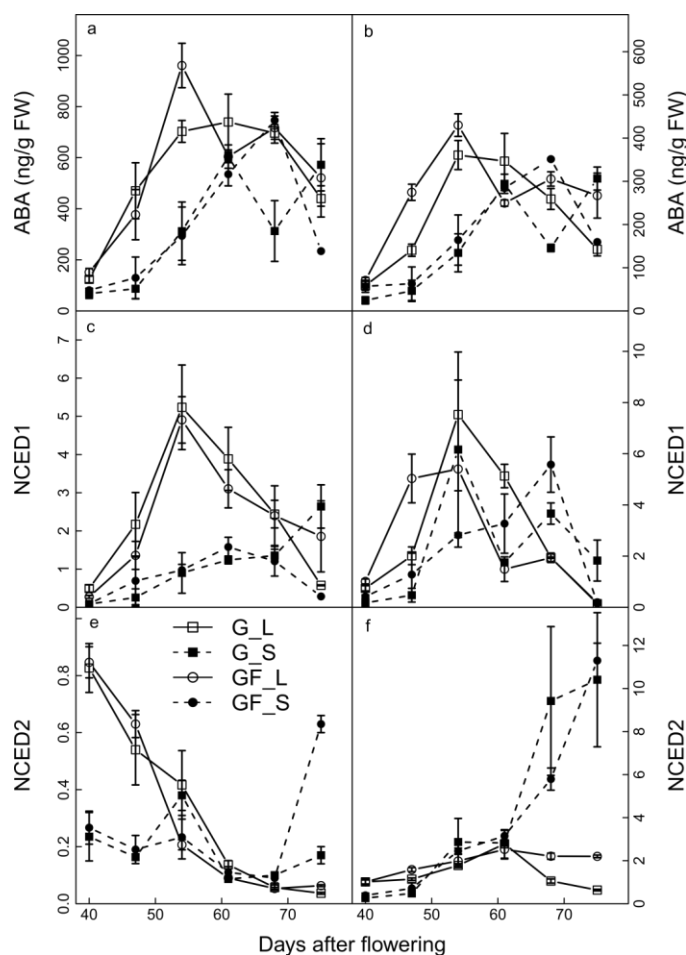 a
b
ABA (ng/g FW)
0 200 400 600 800 1000
0 100 200 300 400 500 600
ABA (ng/g FW)
c
d
NCED1
0 1 2 3 4 5 6 7
0 2 4 6 8 10
NCED1
e
f
NCED2
0.0 0.2 0.4 0.6 0.8
0 2 4 6 8 10 12
NCED2
G_L
G_S
GF_L
GF_S
40 50 60 70
40 50 60 70
Days after flowering